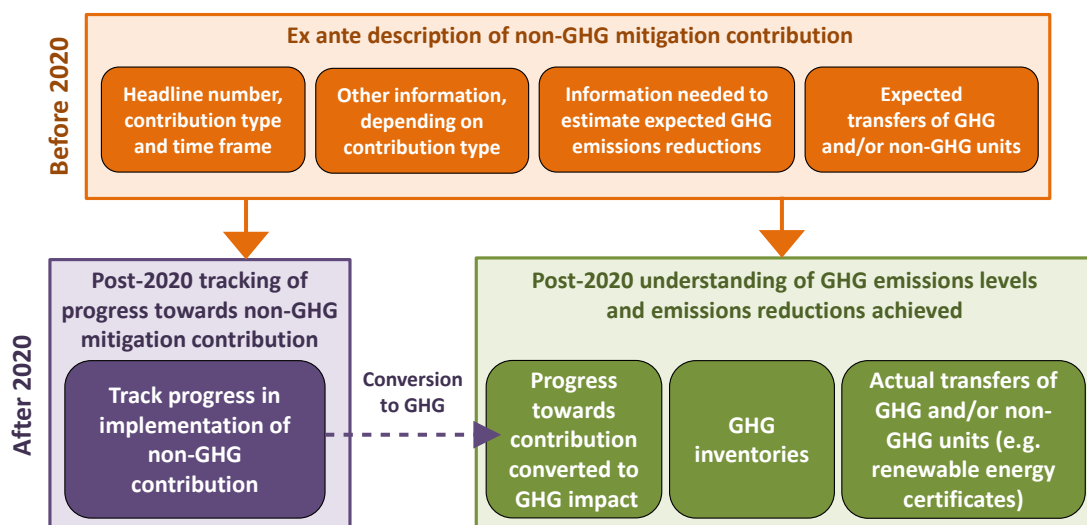 Before 2020
Ex ante description of non-GHG mitigation contribution
Headline number,
contribution type
and time frame
Other information,
depending on
contribution type
Information needed to
estimate expected GHG
emissions reductions
Expected
transfers of GHG
and/or non-GHG
units
After 2020
Post-2020 tracking of
progress towards non-GHG
mitigation contribution
Track progress in
implementation of
non-GHG
contribution
Conversion
to GHG
Post-2020 understanding of GHG emissions levels
and emissions reductions achieved
Progress
towards
contribution
converted to
GHG impact
GHG
inventories
Actual transfers of
GHG and/or non-
GHG units (e.g.
renewable energy
certificates)